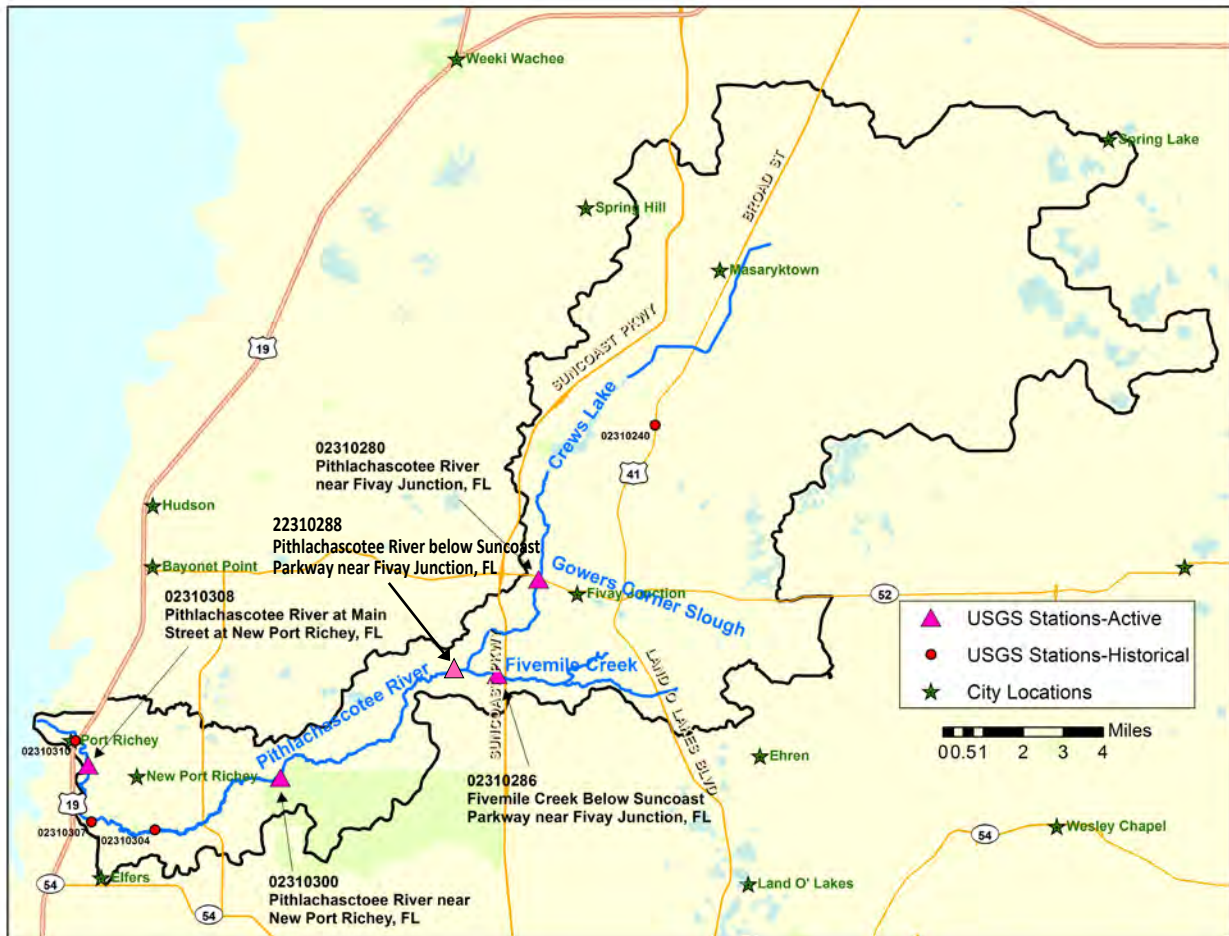 Weeki Wachee
Spring Lake
BROAD ST
Spring Hill
Masaryktown
SUNCOAST PKWY
19
Crews Lake
02310240
02310280
Pithlachascotee River
near Fivay Junction, FL
41
Hudson
22310288
Pithlachascotee River below Suncoast
Parkway near Fivay Junction, FL
Bayonet Point
Gowers Corner Slough
Fivay Junction
52
02310308
Pithlachascotee River at Main
Street at New Port Richey, FL
USGS Stations-Active
USGS Stations-Historical
City Locations
Miles
0 0.5 1 2 3 4
Fivemile Creek
Pithlachascotee River
SUNCOAST PKWY
LAND O LAKES BLVD
Port Richey
02310310
New Port Richey
Ehren
02310286
Fivemile Creek Below Suncoast
Parkway near Fivay Junction, FL
19
02310307
02310304
Wesley Chapel
54
Elfers
54
54
02310300
Pithlachasctoee River near
New Port Richey, FL
Land O' Lakes